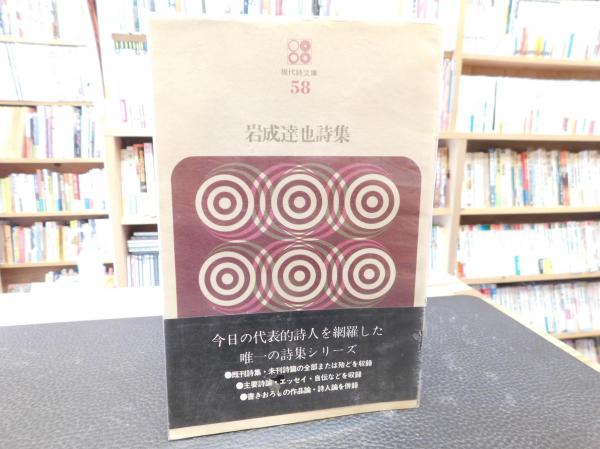 現代詩文庫
58
岩成達也詩集
今日の代表的詩人を網羅した
唯一の詩集シリーズ
●既刊詩集・未刊詩篇の全部または殆どを収録
●主要詩論・エッセイ・自伝などを収録
●書きおろしの作品論・詩人論を併録